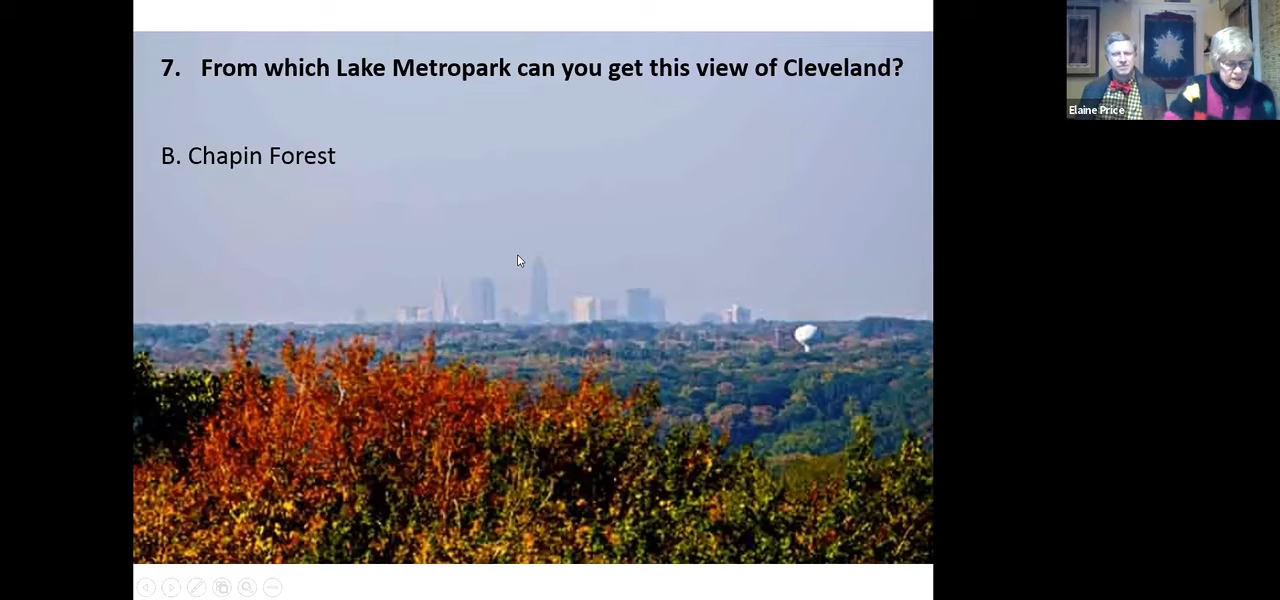 7. From which Lake Metropark can you get this view of Cleveland?
B. Chapin Forest
Elaine Price